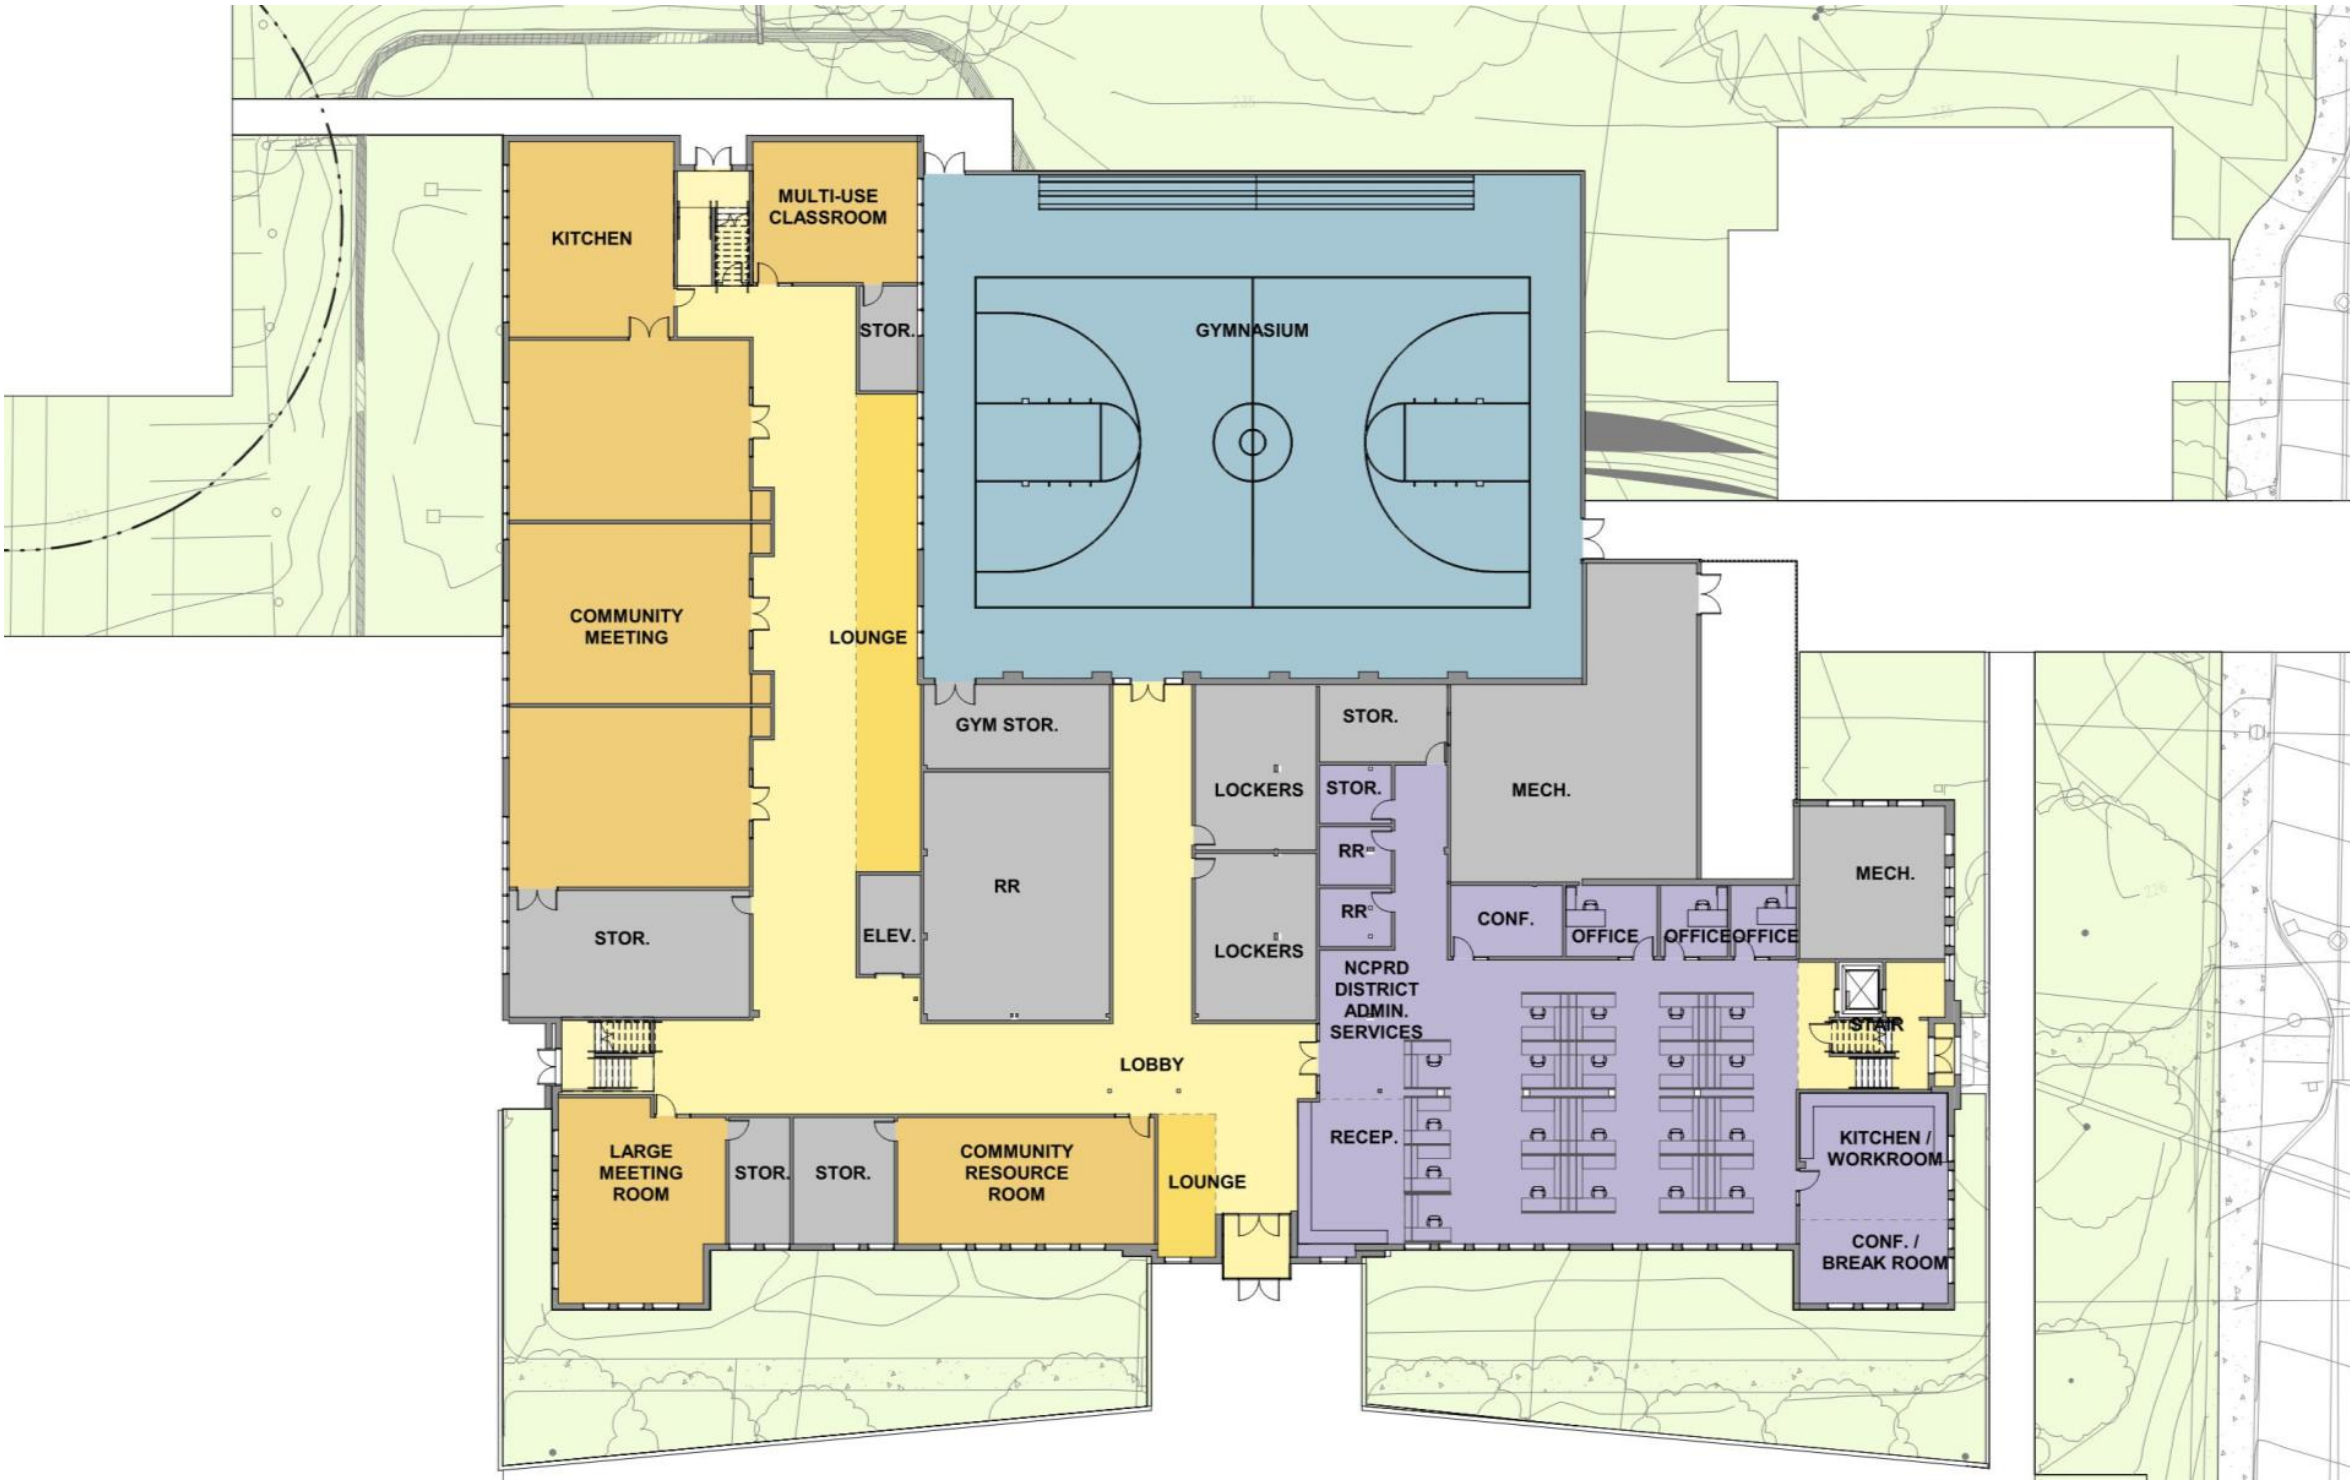 235
235
MULTI-USE
CLASSROOM
KITCHEN
STOR.
GYMNASIUM
COMMUNITY
MEETING
LOUNGE
GYM STOR.
STOR.
LOCKERS
STOR.
MECH.
RR
RR
MECH.
RR
CONF.
STOR.
ELEV.
LOCKERS
OFFICE
OFFICE
OFFICE
NCPRD
DISTRICT
ADMIN.
SERVICES
STAIR
LOBBY
RECEP.
LARGE
MEETING
ROOM
STOR.
STOR.
COMMUNITY
RESOURCE
ROOM
LOUNGE
KITCHEN /
WORKROOM
CONF. /
BREAK ROOM